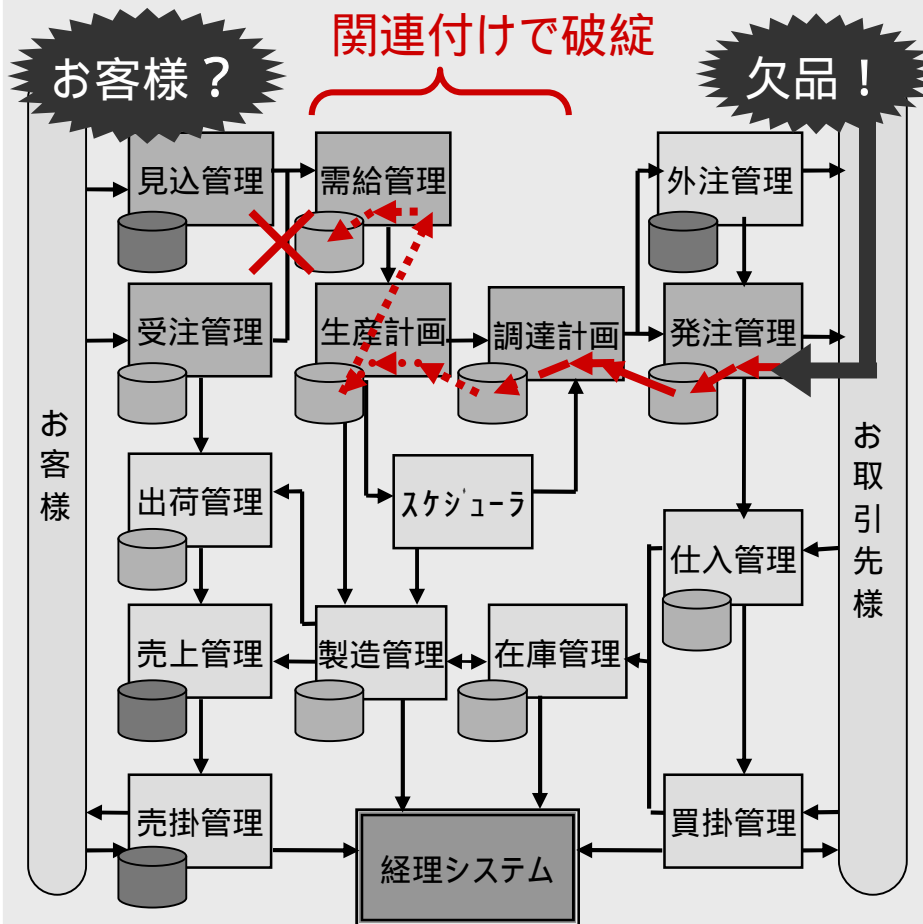 関連付けで破綻
お客様？
欠品！
見込管理
需給管理
外注管理
受注管理
生産計画
調達計画
発注管理
お客様
お取引先様
出荷管理
ｽｹｼﾞｭｰﾗ
仕入管理
売上管理
製造管理
在庫管理
売掛管理
買掛管理
経理システム